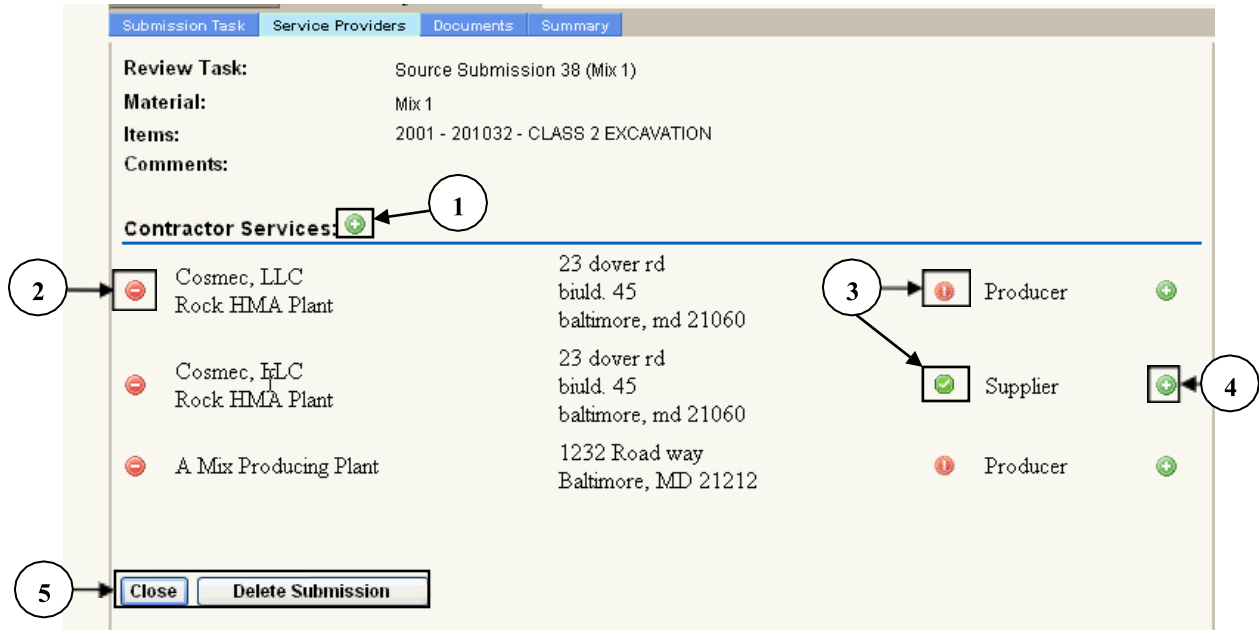 Submission Task Service Providers Documents Summary
Review Task: Source Submission 38 (Mix 1)
Material: Mix 1
Items: 2001 - 201032 - CLASS 2 EXCAVATION
Comments:
1
Contractor Services:
2
Cosmec, LLC
Rock HMA Plant
23 dover rd
biuld. 45
baltimore, md 21060
3
Producer
Cosmec, LLC
Rock HMA Plant
23 dover rd
biuld. 45
baltimore, md 21060
Supplier
4
A Mix Producing Plant
1232 Road way
Baltimore, MD 21212
Producer
5
Close Delete Submission